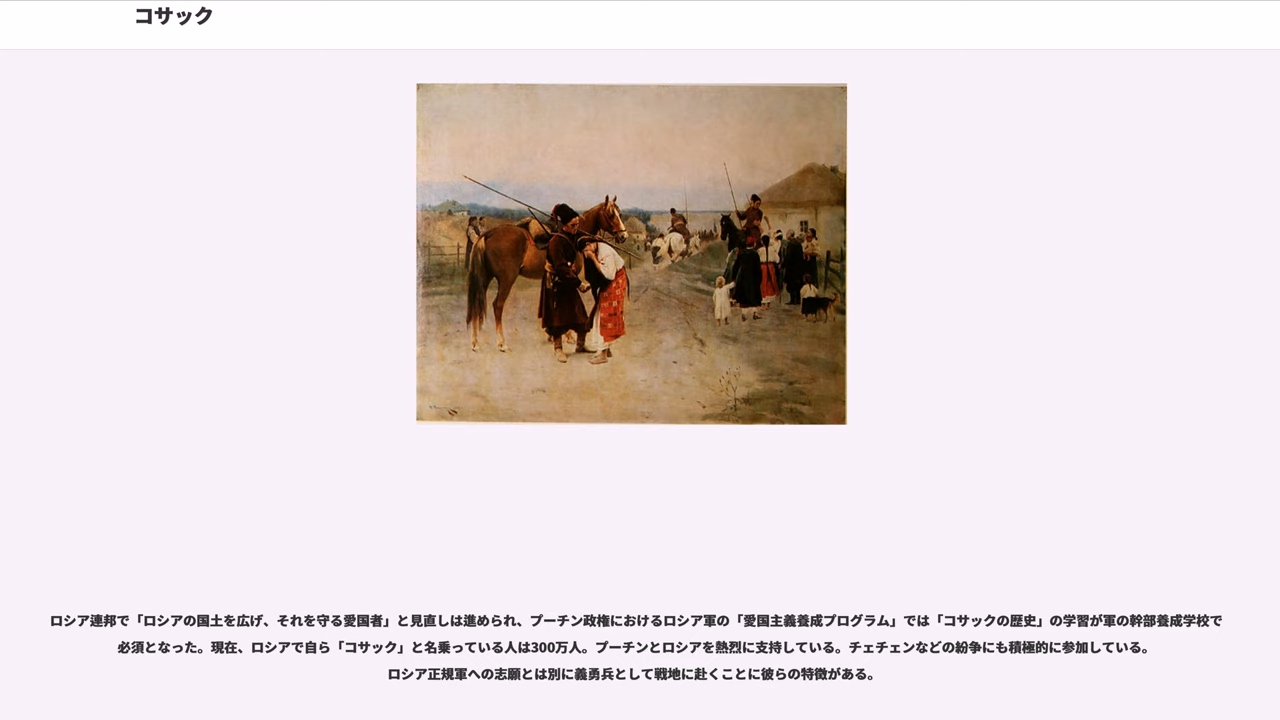 コサック
ロシア連邦で「ロシアの国土を広げ、それを守る愛国者」と見直しは進められ、プーチン政権におけるロシア軍の「愛国主義養成プログラム」では「コサックの歴史」の学習が軍の幹部養成学校で
必須となった。現在、ロシアで自ら「コサック」と名乗っている人は300万人。プーチンとロシアを熱烈に支持している。チェチェンなどの紛争にも積極的に参加している。
ロシア正規軍への志願とは別に義勇兵として戦地に赴くことに彼らの特徴がある。